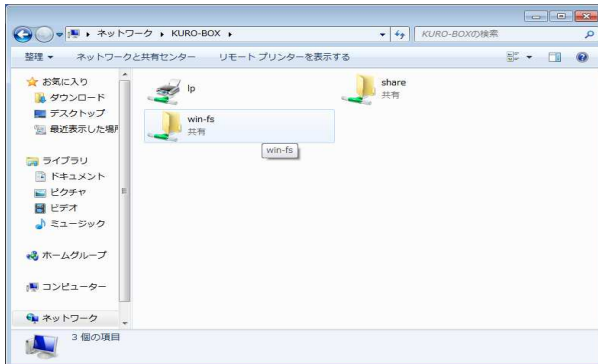 ネットワーク ▸ KURO-BOX ▸ KURO-BOXの検索
整理 ネットワークと共有センター リモート プリンターを表示する
お気に入り
ダウンロード
デスクトップ
最近表示した場所
ライブラリ
ドキュメント
ピクチャ
ビデオ
ミュージック
ホームグループ
コンピューター
ネットワーク
lp
share
共有
win-fs
共有
win-fs
3 個の項目